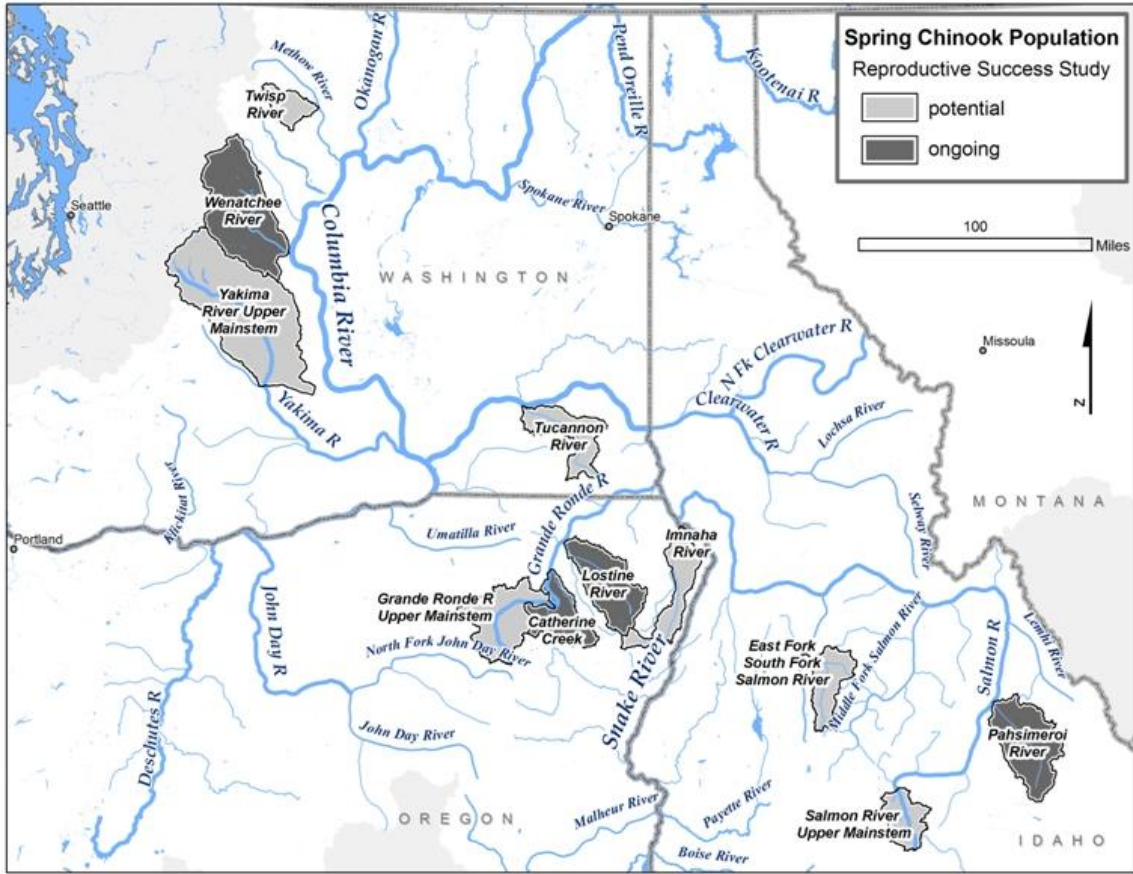 Spring Chinook Population
Reproductive Success Study
potential
ongoing
100
Miles
N
Methow River
Okanogan R
Pend Oreille R
Kootenai R
Twisp
River
Wenatchee
River
Seattle
Spokane River
Spokane
Columbia River
WASHINGTON
Yakima
River Upper
Mainstem
Missoula
N Fk Clearwater R
Clearwater R
Lochsa River
Yakima R
Tucannon
River
MONTANA
Klickitat River
Selway River
Portland
Umatilla River
Grande Ronde R
Imnaha
River
Lostine
River
John Day R
Grande Ronde R
Upper Mainstem
Catherine
Creek
North Fork John Day River
Snake River
East Fork
South Fork
Salmon River
Middle Fork Salmon River
Salmon R
Lemhi River
Deschutes R
John Day River
Pahsimeroi
River
Malheur River
Payette River
Salmon River
Upper Mainstem
OREGON
IDAHO
Boise River